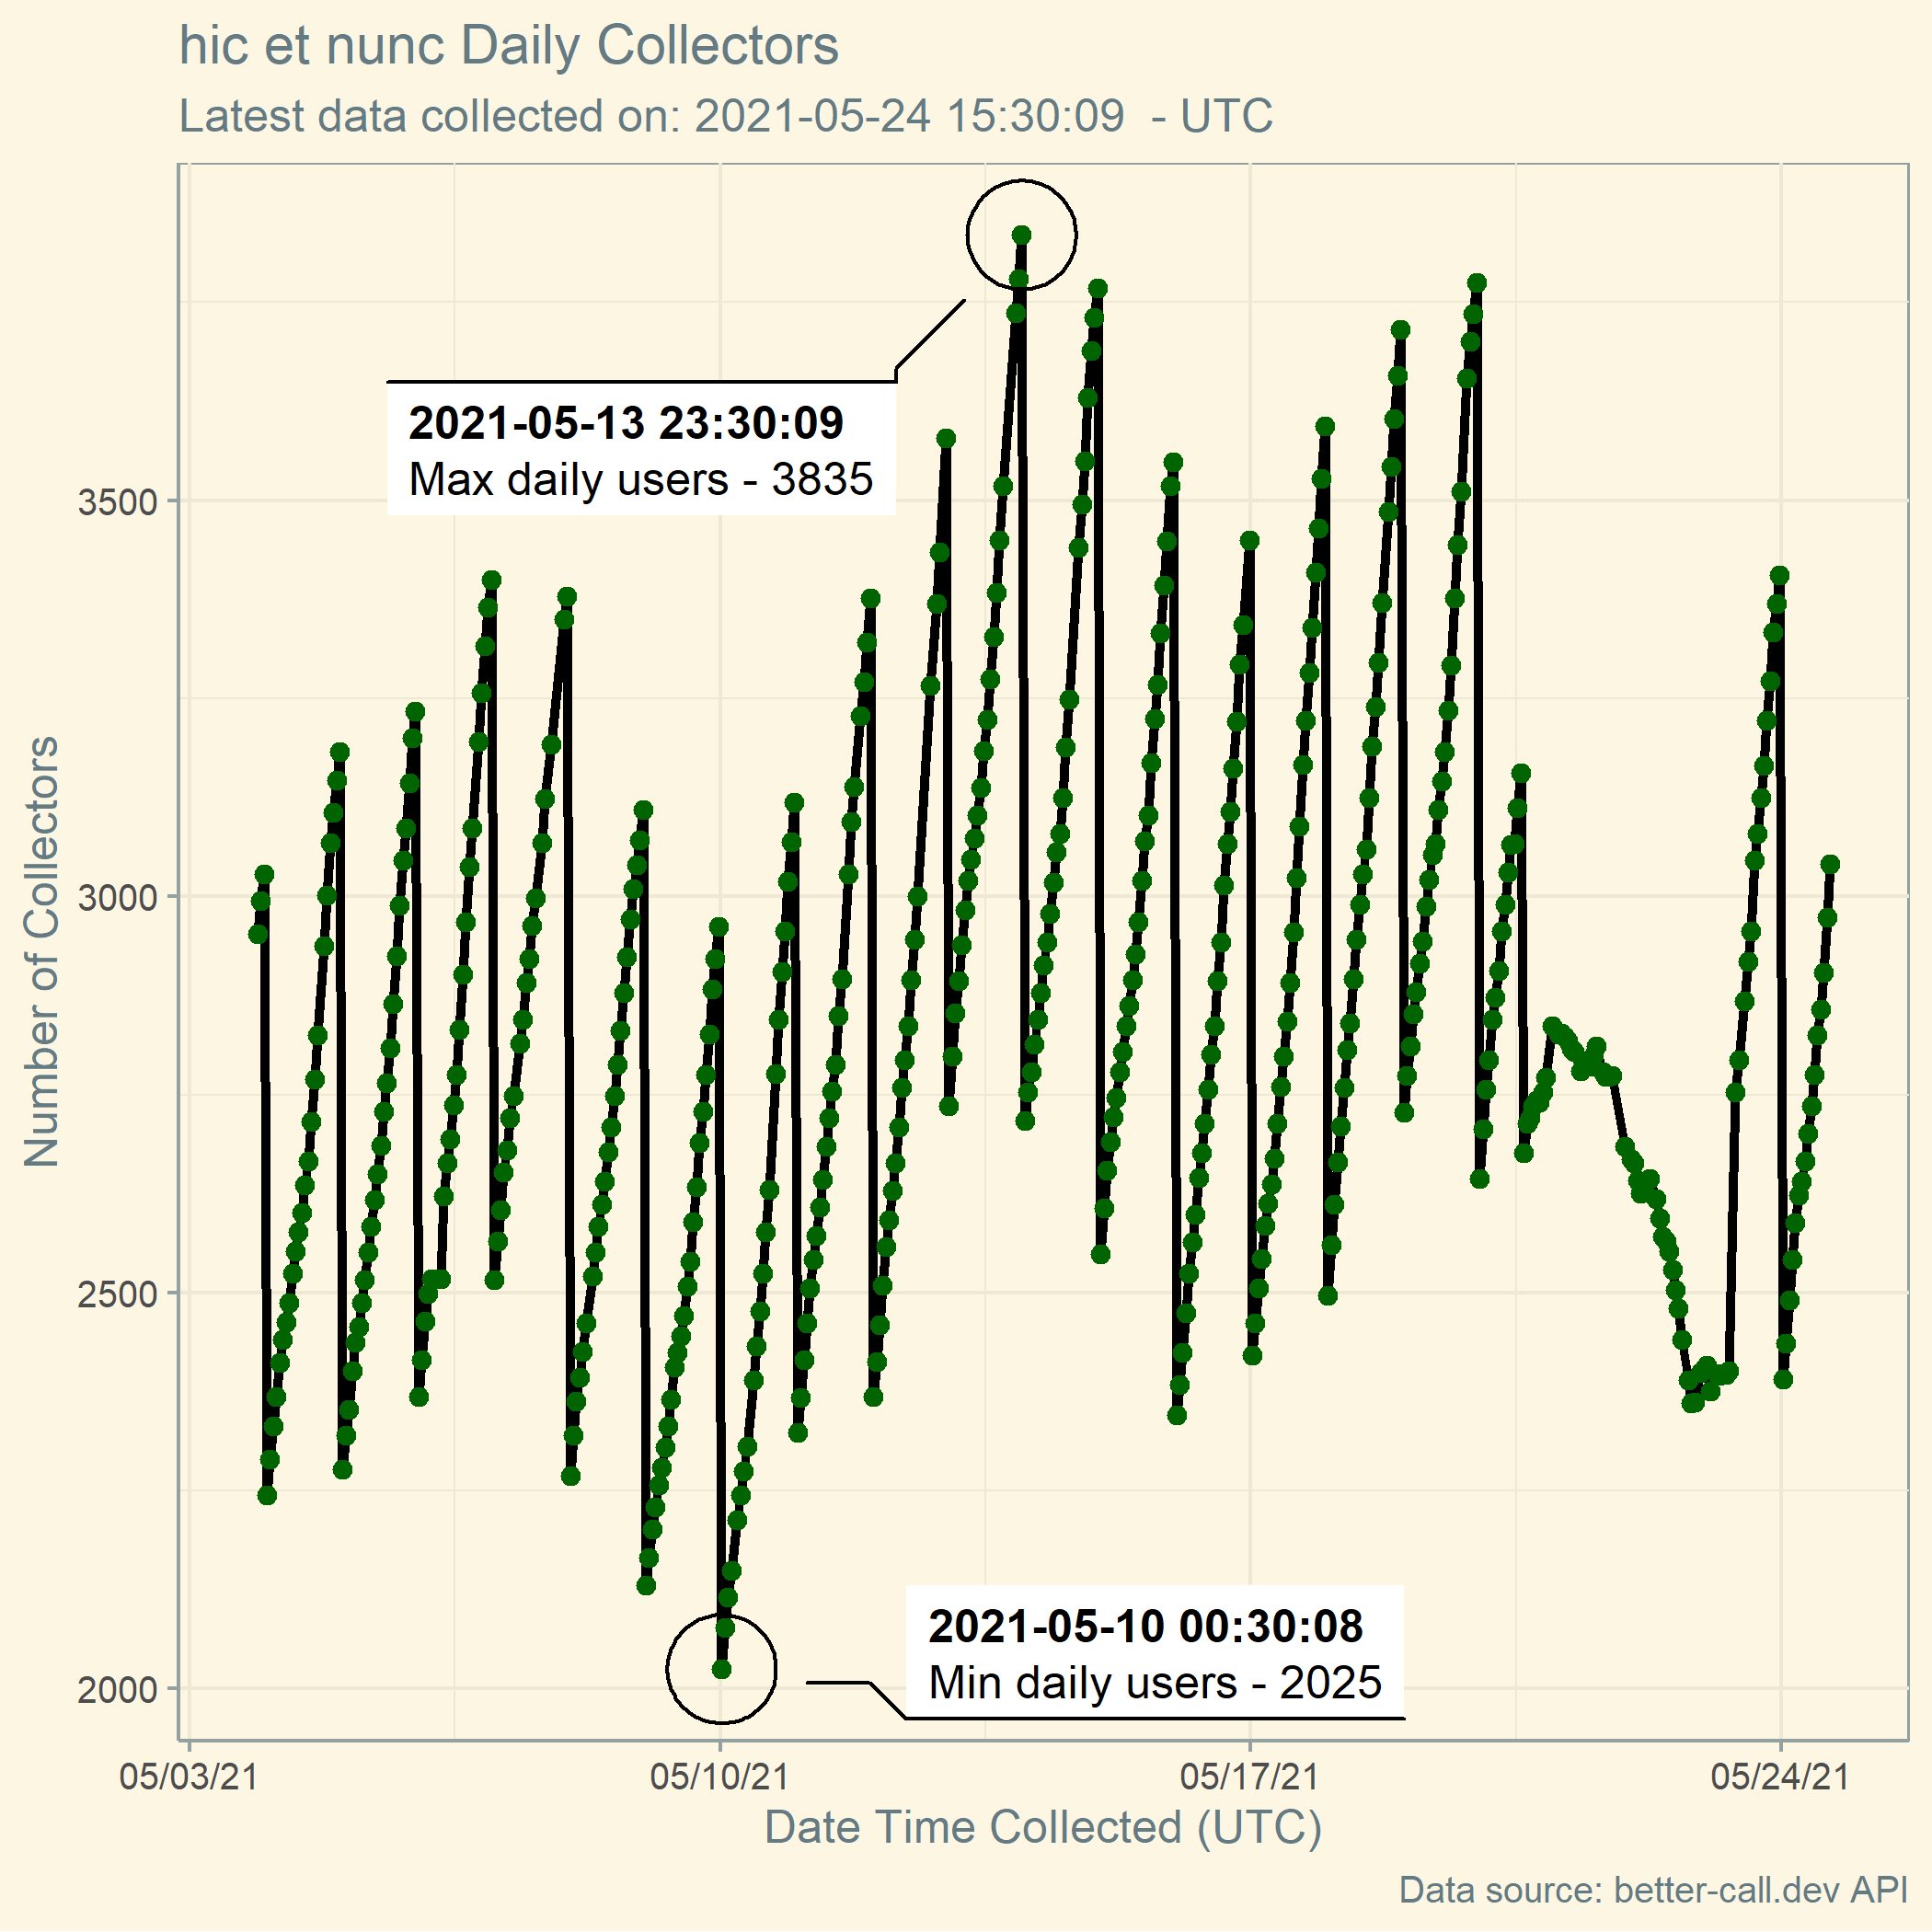 hic et nunc Daily Collectors
Latest data collected on: 2021-05-24 15:30:09  - UTC
2021-05-13 23:30:09
Max daily users - 3835
3500
3000
2500
2000
Number of Collectors
2021-05-10 00:30:08
Min daily users - 2025
05/03/21 05/10/21 05/17/21 05/24/21
Date Time Collected (UTC)
Data source: better-call.dev API